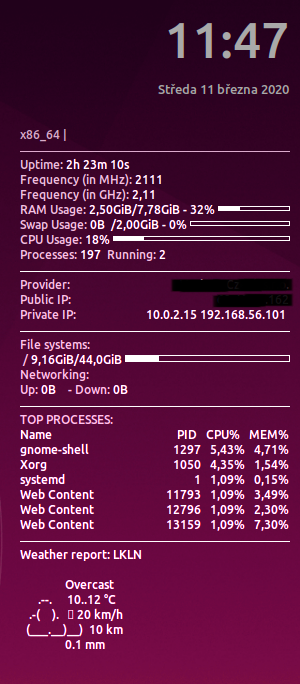 11:47
Středa 11 března 2020
x86_64 |
Uptime: 2h 23m 10s
Frequency (in MHz): 2111
Frequency (in GHz): 2,11
RAM Usage: 2,50GiB/7,78GiB - 32%
Swap Usage: 0B /2,00GiB - 0%
CPU Usage: 18%
Processes: 197 Running: 2
Provider:
Public IP:
Private IP: 10.0.2.15 192.168.56.101
File systems:
/ 9,16GiB/44,0GiB
Networking:
Up: 0B - Down: 0B
TOP PROCESSES:
Name PID CPU% MEM%
gnome-shell 1297 5,43% 4,71%
Xorg 1050 4,35% 1,54%
systemd 1 1,09% 0,15%
Web Content 11793 1,09% 3,49%
Web Content 12796 1,09% 2,30%
Web Content 13159 1,09% 7,30%
Weather report: LKLN
Overcast
.--. 10..12 °C
.-( ). 20 km/h
(___.__)__) 10 km
0.1 mm